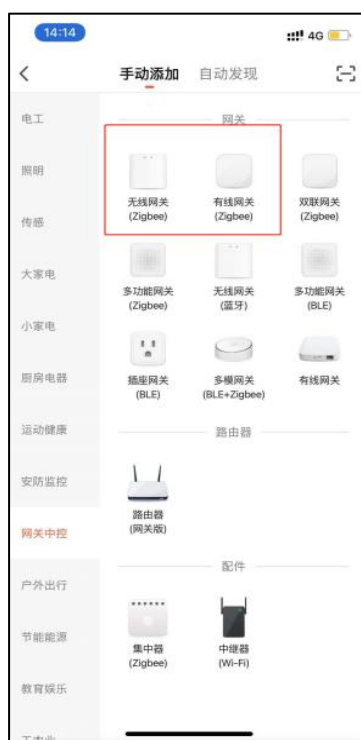 14:14
4G
手动添加 自动发现
电工
照明
传感
大家电
小家电
厨房电器
运动健康
安防监控
网关中控
户外出行
节能能源
教育娱乐
网关
无线网关
(Zigbee)
有线网关
(Zigbee)
双联网关
(Zigbee)
多功能网关
(Zigbee)
无线网关
(蓝牙)
多功能网关
(BLE)
插座网关
(BLE)
多模网关
(BLE+Zigbee)
有线网关
路由器
路由器
(网关版)
配件
集中器
(Zigbee)
中继器
(Wi-Fi)